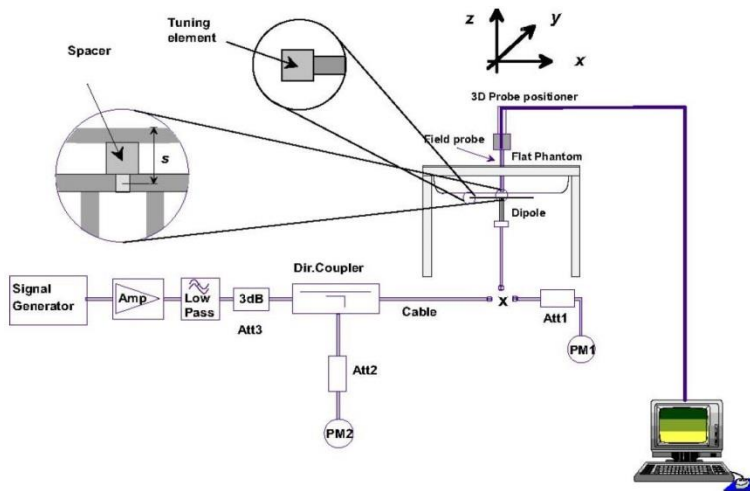 Tuning
element
Spacer
s
z
y
x
3D Probe positioner
Field probe
Flat Phantom
Dipole
Dir.Coupler
Signal
Generator
Amp
Low
Pass
3dB
Att3
Cable
x
Att1
PM1
Att2
PM2